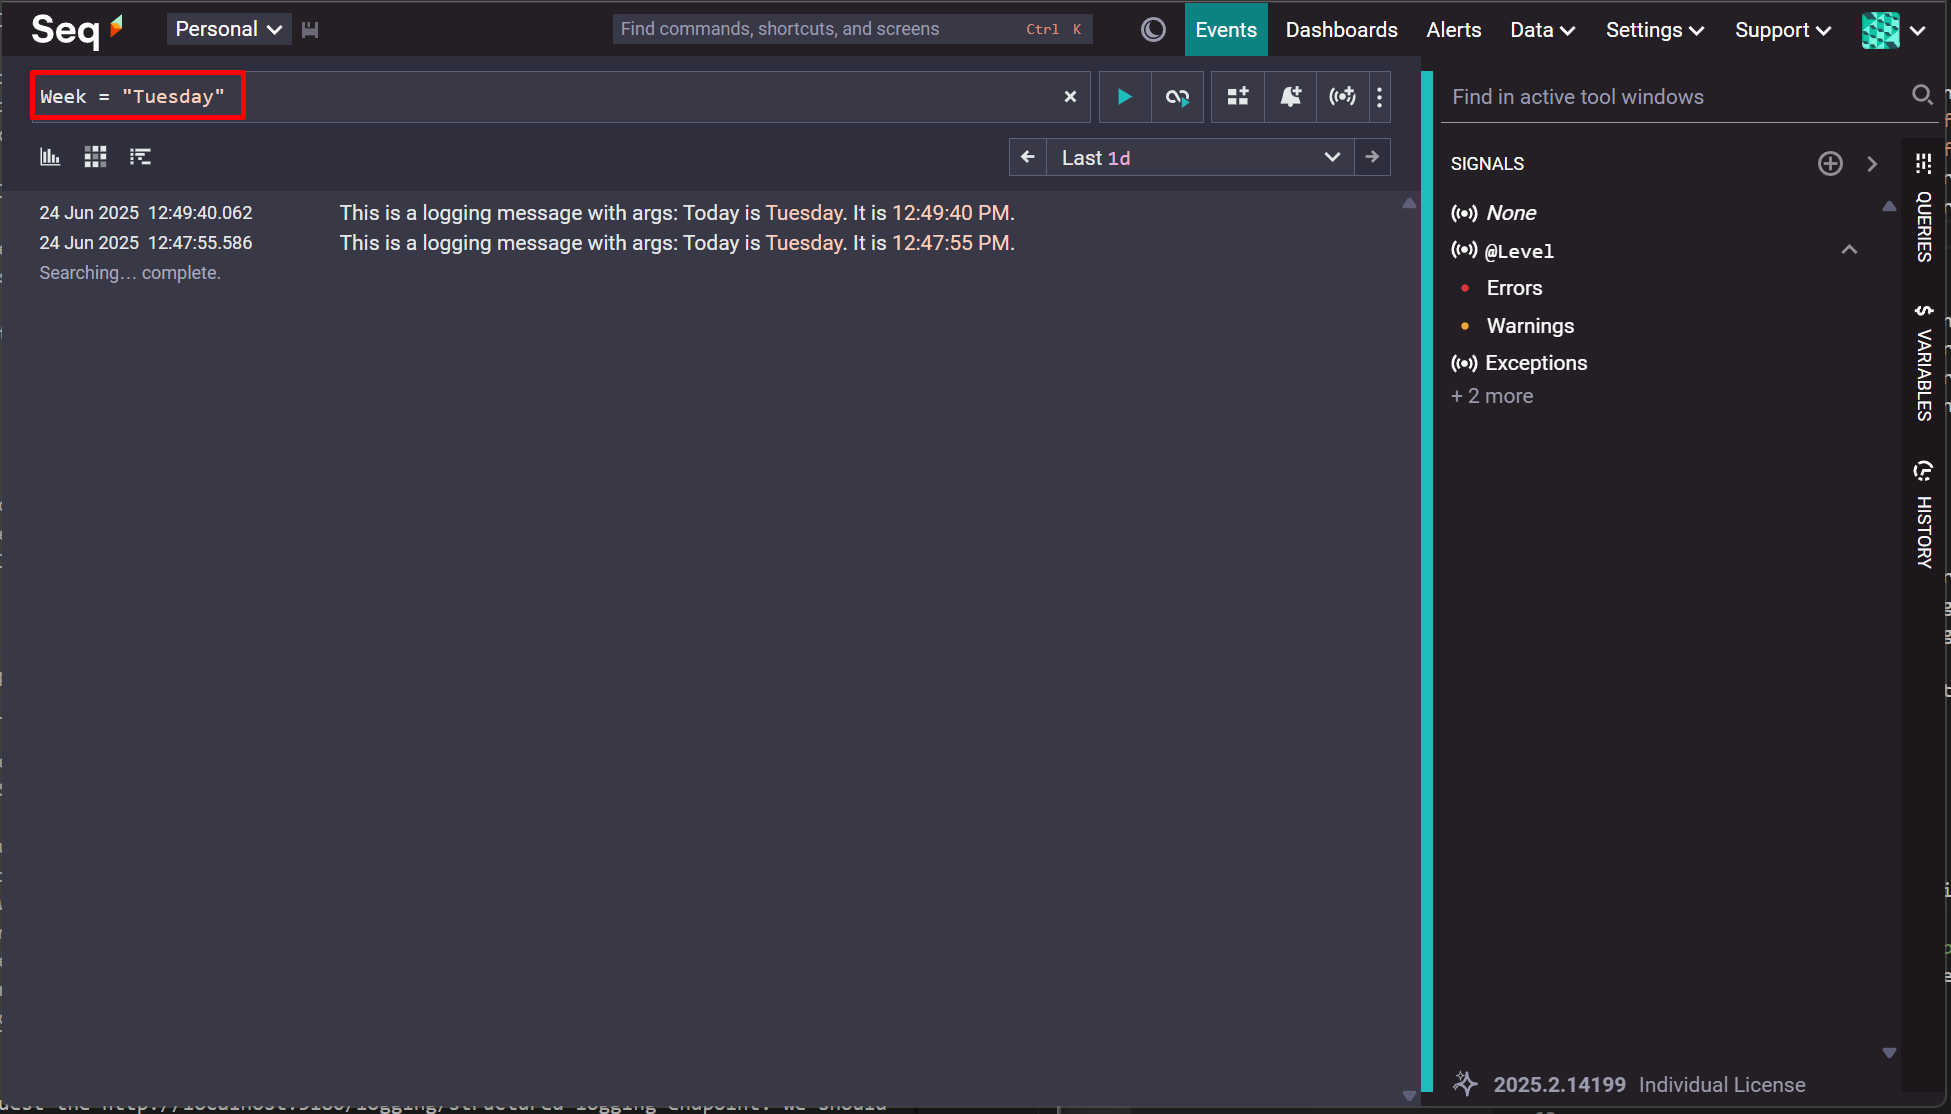 Seq
Personal
Find commands, shortcuts, and screens Ctrl K
Events Dashboards Alerts Data Settings Support
Week = "Tuesday"
Find in active tool windows
Last 1d
SIGNALS
24 Jun 2025 12:49:40.062 This is a logging message with args: Today is Tuesday. It is 12:49:40 PM.
24 Jun 2025 12:47:55.586 This is a logging message with args: Today is Tuesday. It is 12:47:55 PM.
Searching… complete.
None
@Level
Errors
Warnings
Exceptions
+ 2 more
QUERIES
$ VARIABLES
HISTORY
2025.2.14199 Individual License